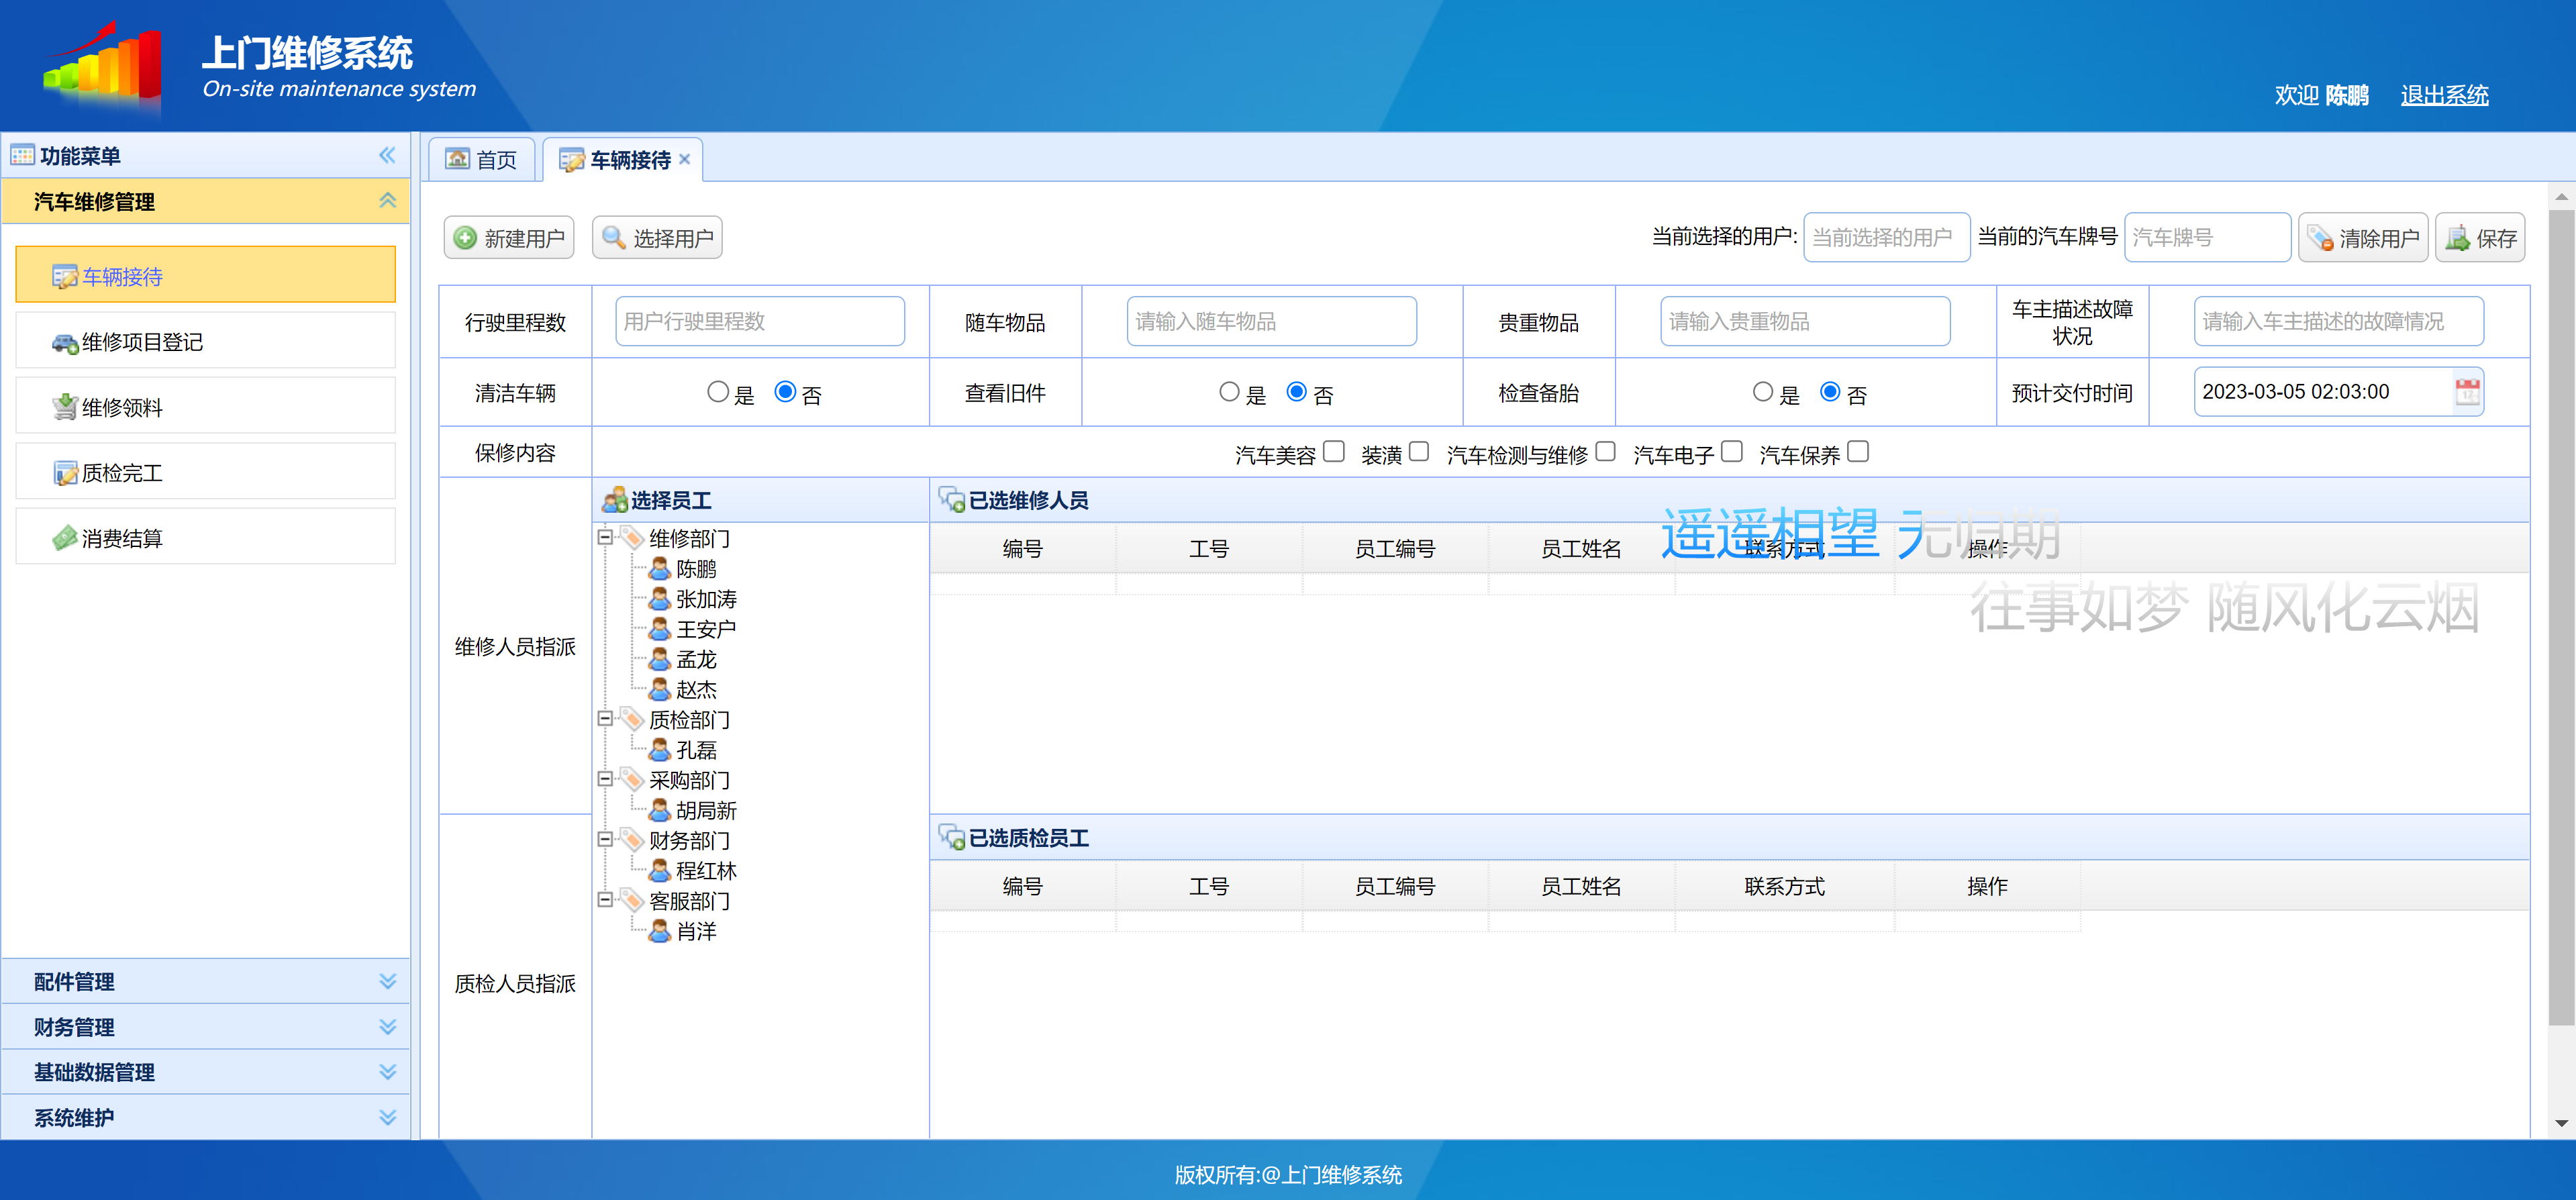 上门维修系统
On-site maintenance system
欢迎 陈鹏 退出系统
功能菜单
汽车维修管理
车辆接待
维修项目登记
维修领料
质检完工
消费结算
配件管理
财务管理
基础数据管理
系统维护
首页 车辆接待
新建用户 选择用户 当前选择的用户: 当前选择的用户 当前的汽车牌号 汽车牌号 清除用户 保存
行驶里程数 用户行驶里程数 随车物品 请输入随车物品 贵重物品 请输入贵重物品 车主描述故障
状况 请输入车主描述的故障情况
清洁车辆 是 否 查看旧件 是 否 检查备胎 是 否 预计交付时间 2023-03-05 02:03:00
保修内容 汽车美容 装潢 汽车检测与维修 汽车电子 汽车保养
维修人员指派
选择员工
维修部门
陈鹏
张加涛
王安户
孟龙
赵杰
质检部门
孔磊
采购部门
胡局新
财务部门
程红林
客服部门
肖洋
已选维修人员
编号 工号 员工编号 员工姓名 联系方式 操作
遥遥相望 无归期
往事如梦 随风化云烟
质检人员指派
已选质检员工
编号 工号 员工编号 员工姓名 联系方式 操作
版权所有:@上门维修系统